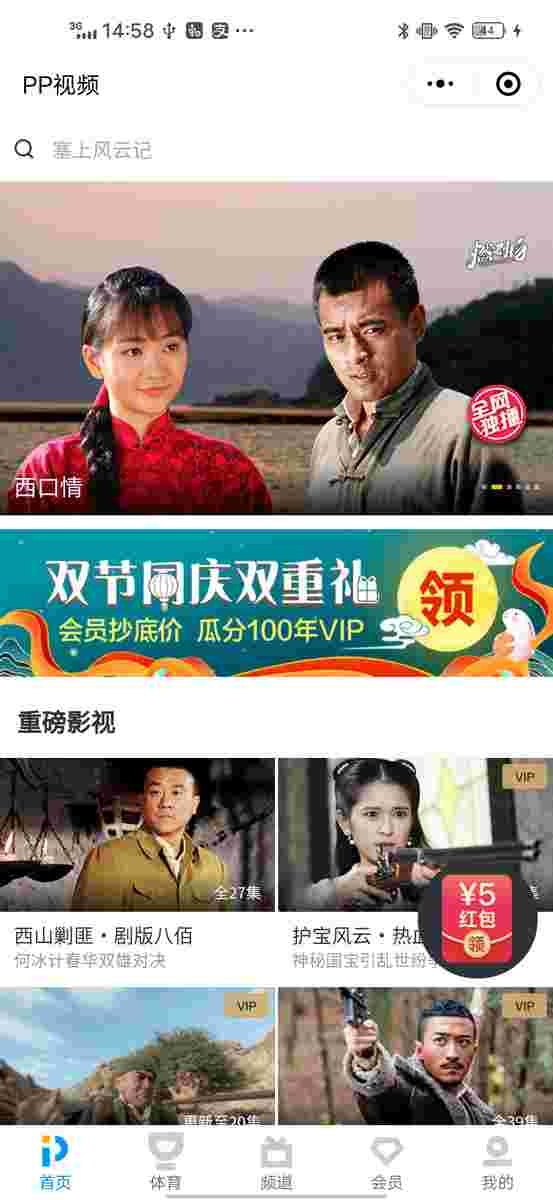 3G 14:58 44
PP视频
塞上风云记
全网
独播
西口情
双节同庆双重礼
领
会员抄底价 瓜分100年VIP
重磅影视
VIP
全27集
¥5
红包
领
集
西山剿匪·剧版八佰
护宝风云·热
何冰计春华双雄对决
神秘国宝引乱世纷
VIP
VIP
更新至20集
全39集
首页
体育
频道
会员
我的